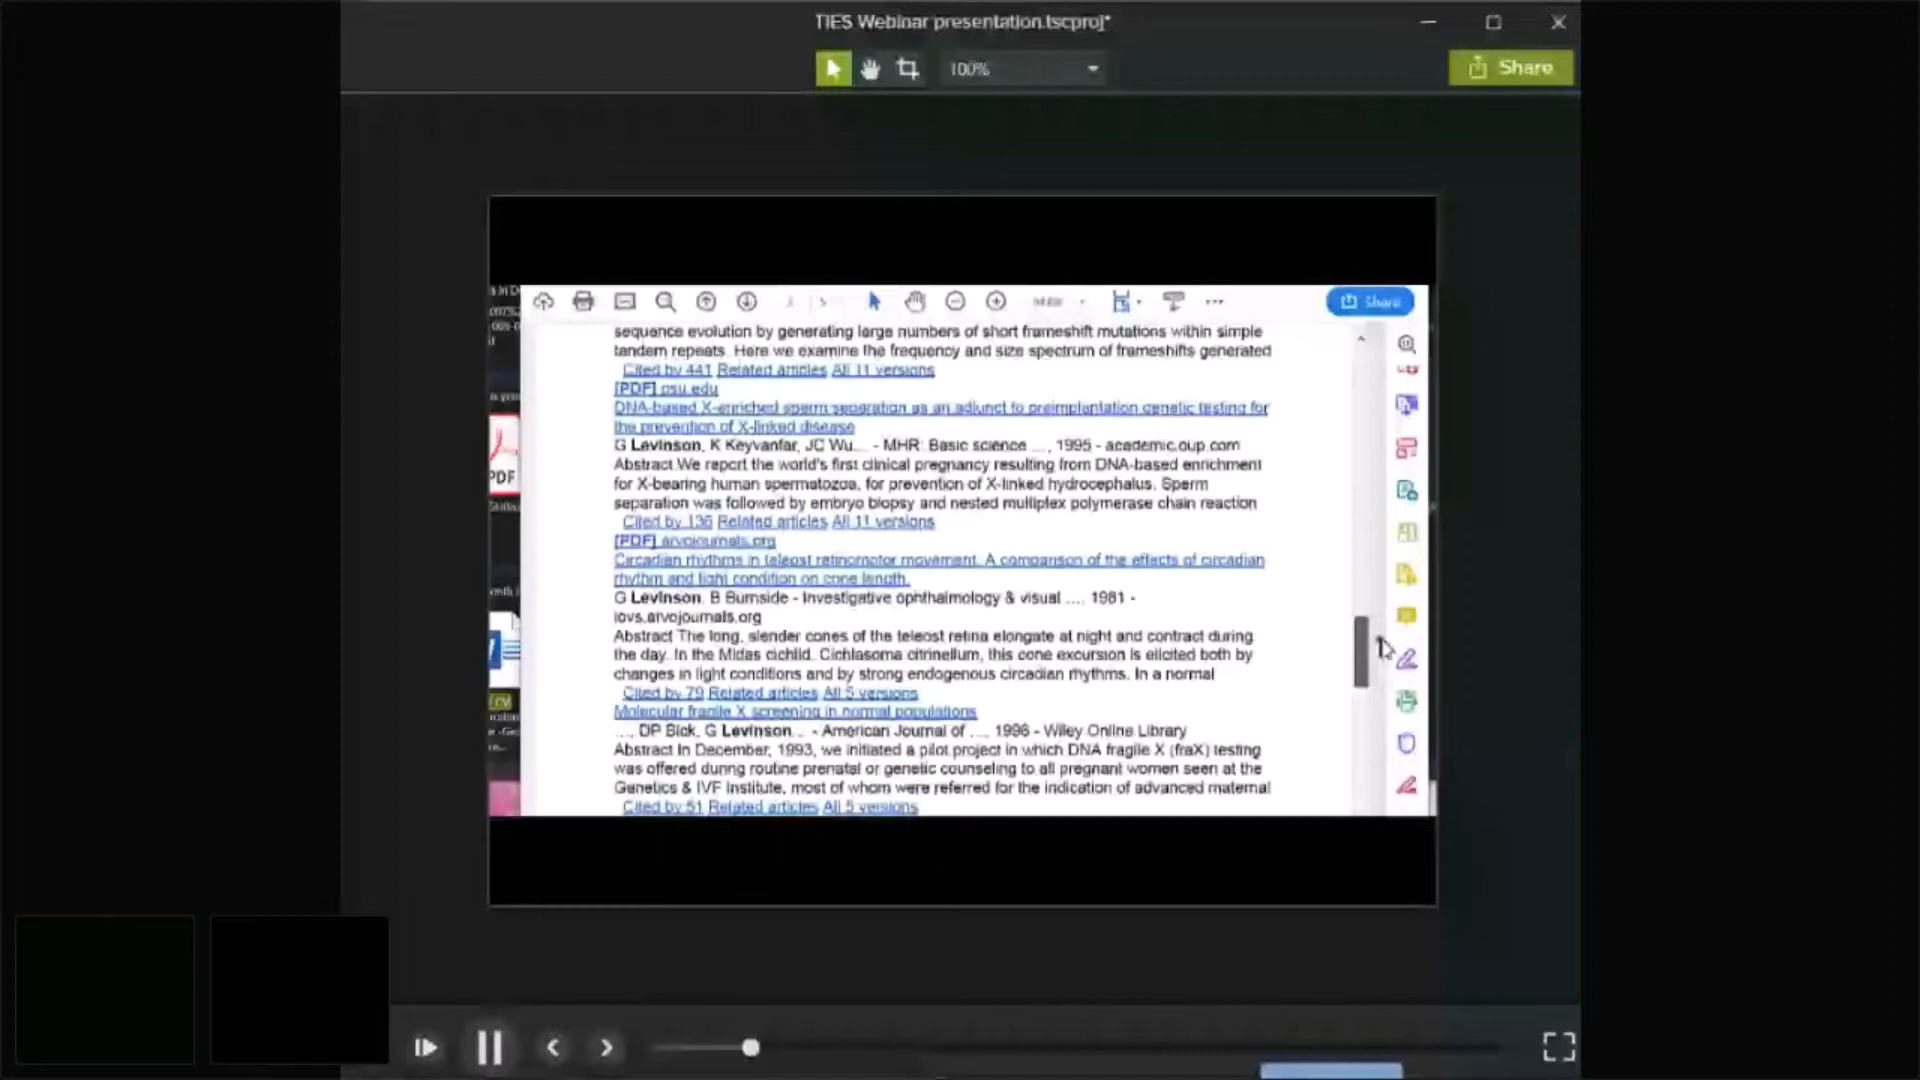 TIES Webinar presentation.tscproj*
100%
Share
Share
sequence evolution by generating large numbers of short frameshift mutations within simple
tandem repeats. Here we examine the frequency and size spectrum of frameshifts generated
Cited by 441 Related articles All 11 versions
[PDF] psu.edu
DNA-based X-enriched sperm separation as an adjunct to preimplantation genetic testing for
the prevention of X-linked disease
G Levinson, K Keyvanfar, JC Wu... - MHR: Basic science ..., 1995 - academic.oup.com
Abstract We report the world's first clinical pregnancy resulting from DNA-based enrichment
for X-bearing human spermatozoa, for prevention of X-linked hydrocephalus. Sperm
separation was followed by embryo biopsy and nested multiplex polymerase chain reaction
Cited by 136 Related articles All 11 versions
[PDF] arvojournals.org
Circadian rhythms in teleost retinomotor movement. A comparison of the effects of circadian
rhythm and light condition on cone length.
G Levinson, B Burnside - Investigative ophthalmology & visual ..., 1981 -
iovs.arvojournals.org
Abstract The long, slender cones of the teleost retina elongate at night and contract during
the day. In the Midas cichlid, Cichlasoma citrinellum, this cone excursion is elicited both by
changes in light conditions and by strong endogenous circadian rhythms. In a normal
Cited by 79 Related articles All 5 versions
Molecular fragile X screening in normal populations
..., DP Bick, G Levinson... - American Journal of ..., 1996 - Wiley Online Library
Abstract In December, 1993, we initiated a pilot project in which DNA fragile X (fraX) testing
was offered during routine prenatal or genetic counseling to all pregnant women seen at the
Genetics & IVF Institute, most of whom were referred for the indication of advanced maternal
Cited by 51 Related articles All 5 versions
PDF